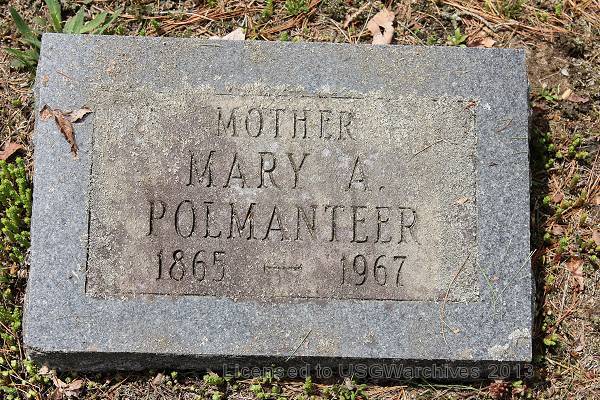 MOTHER
MARY A.
POLMANTEER
1865 — 1967
Licensed to USGWarchives 2013